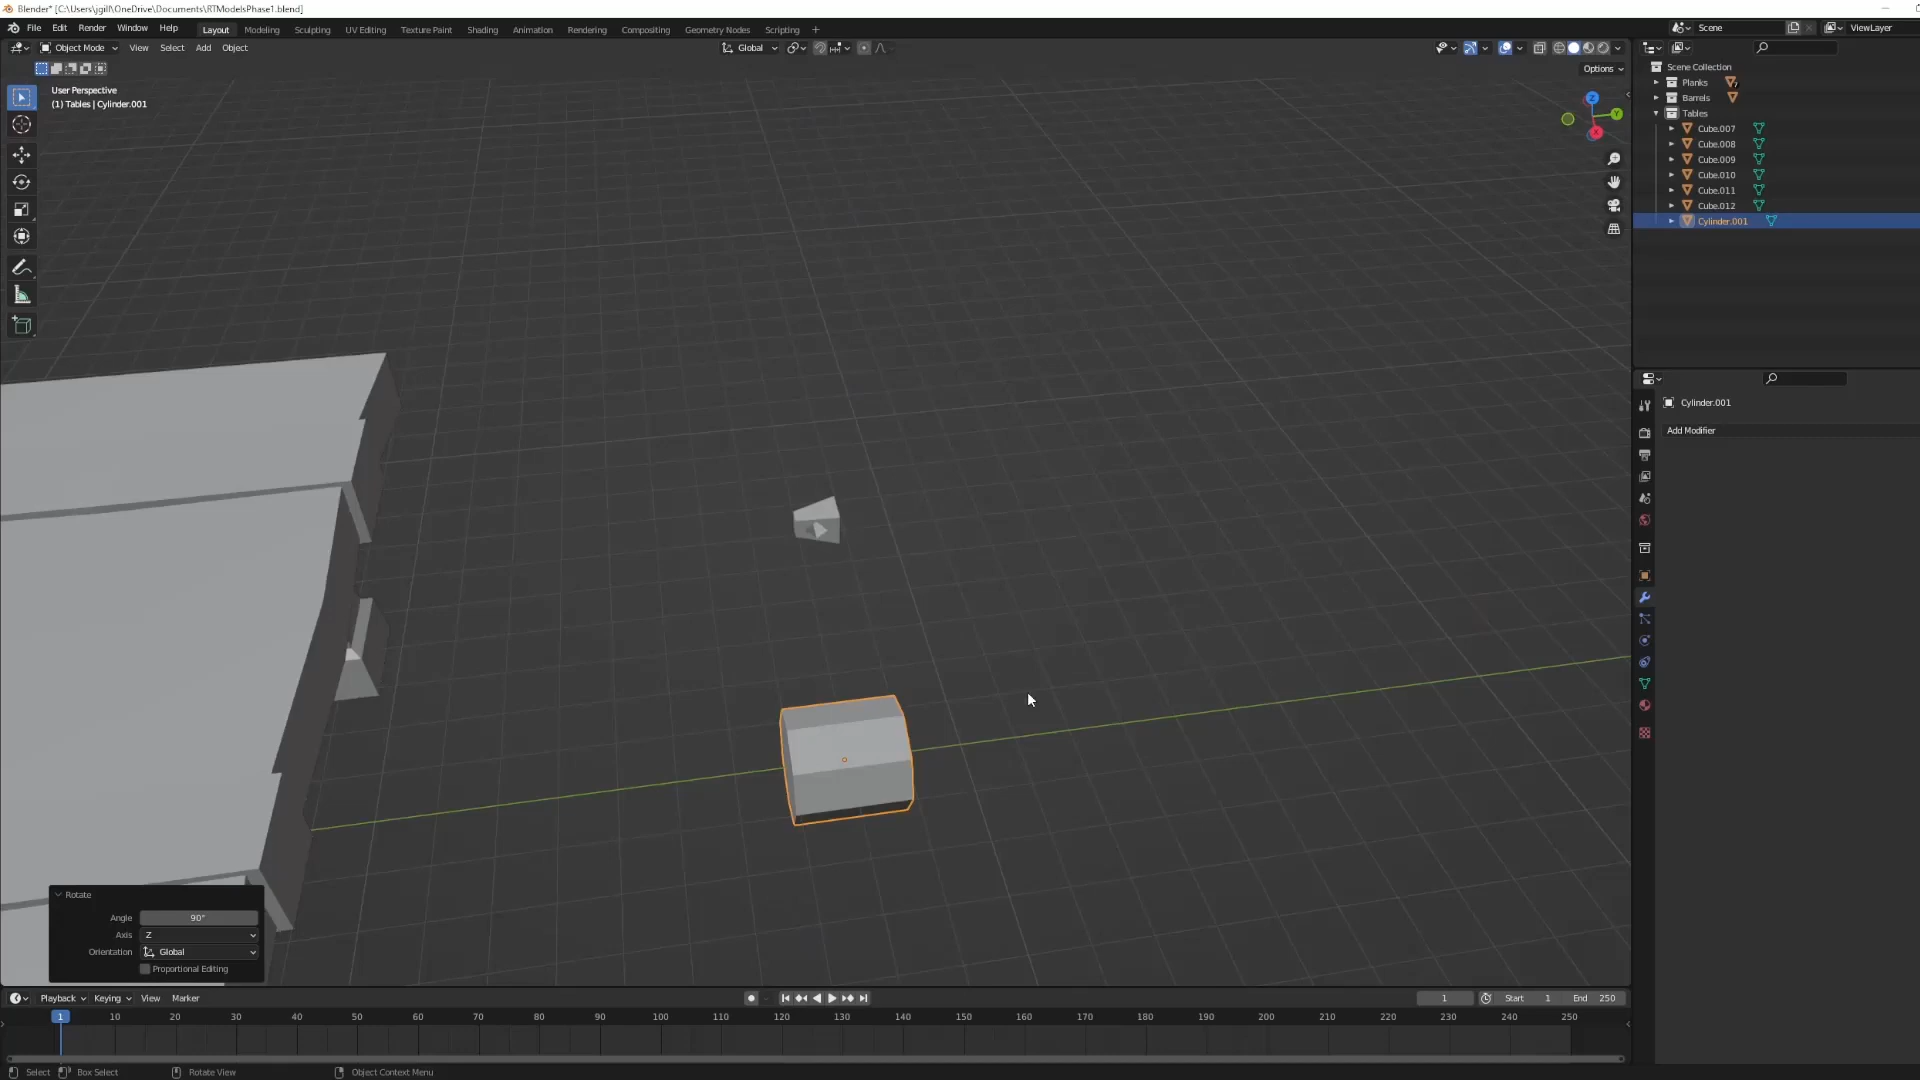 Blender* [C:\Users\jgill\OneDrive\Documents\RTModelsPhase1.blend]
File Edit Render Window Help Layout Modeling Sculpting UV Editing Texture Paint Shading Animation Rendering Compositing Geometry Nodes Scripting + Scene ViewLayer
Object Mode View Select Add Object Global
Options
User Perspective
(1) Tables | Cylinder.001
Z
Y
X
Scene Collection
Planks
Barrels
Tables
Cube.007
Cube.008
Cube.009
Cube.010
Cube.011
Cube.012
Cylinder.001
Cylinder.001
Add Modifier
Rotate
Angle 90°
Axis Z
Orientation Global
Proportional Editing
Playback Keying View Marker 1 Start 1 End 250
1 10 20 30 40 50 60 70 80 90 100 110 120 130 140 150 160 170 180 190 200 210 220 230 240 250
Select Box Select Rotate View Object Context Menu